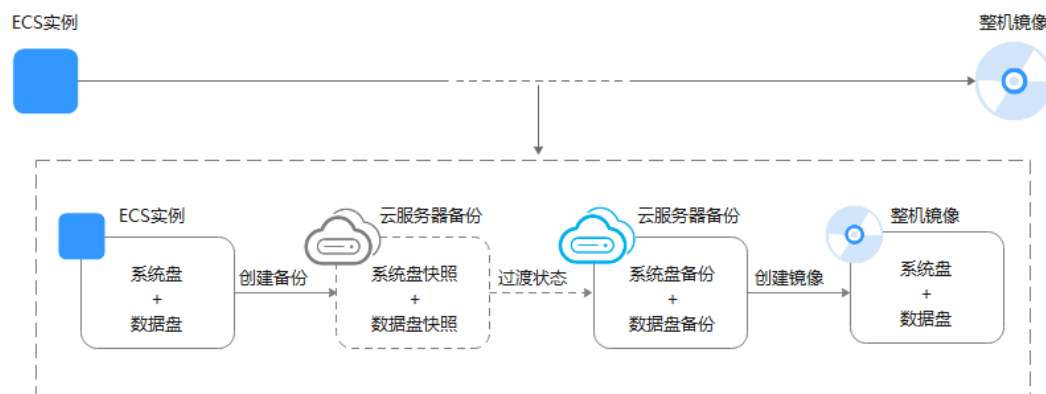 ECS实例
整机镜像
ECS实例
云服务器备份
云服务器备份
整机镜像
系统盘
+
数据盘
创建备份
系统盘快照
+
数据盘快照
过渡状态
系统盘备份
+
数据盘备份
创建镜像
系统盘
+
数据盘